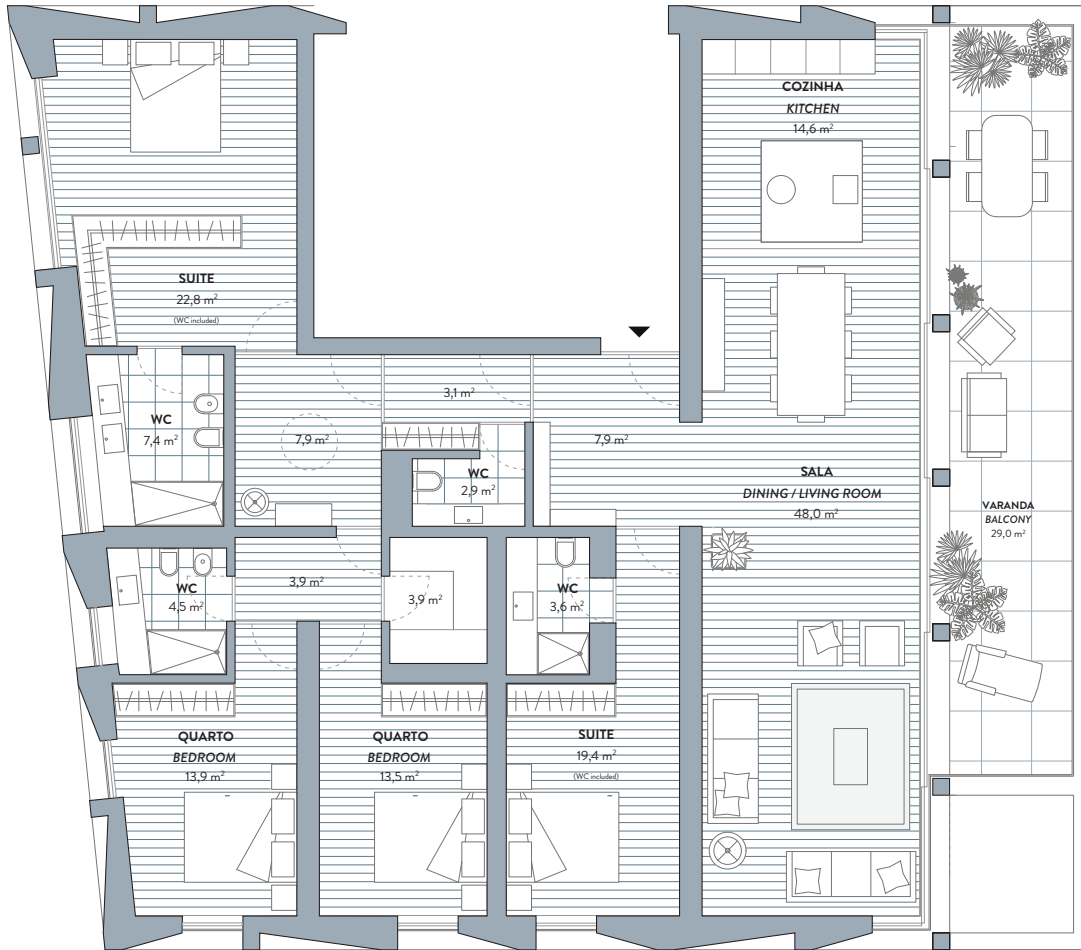 COZINHA
KITCHEN
14,6 m²
SUITE
22,8 m²
(WC included)
3,1 m²
WC
7,4 m²
7,9 m²
7,9 m²
WC
2,9 m²
SALA
DINING / LIVING ROOM
48,0 m²
VARANDA
BALCONY
29,0 m²
WC
4,5 m²
3,9 m²
3,9 m²
WC
3,6 m²
QUARTO
BEDROOM
13,9 m²
QUARTO
BEDROOM
13,5 m²
SUITE
19,4 m²
(WC included)